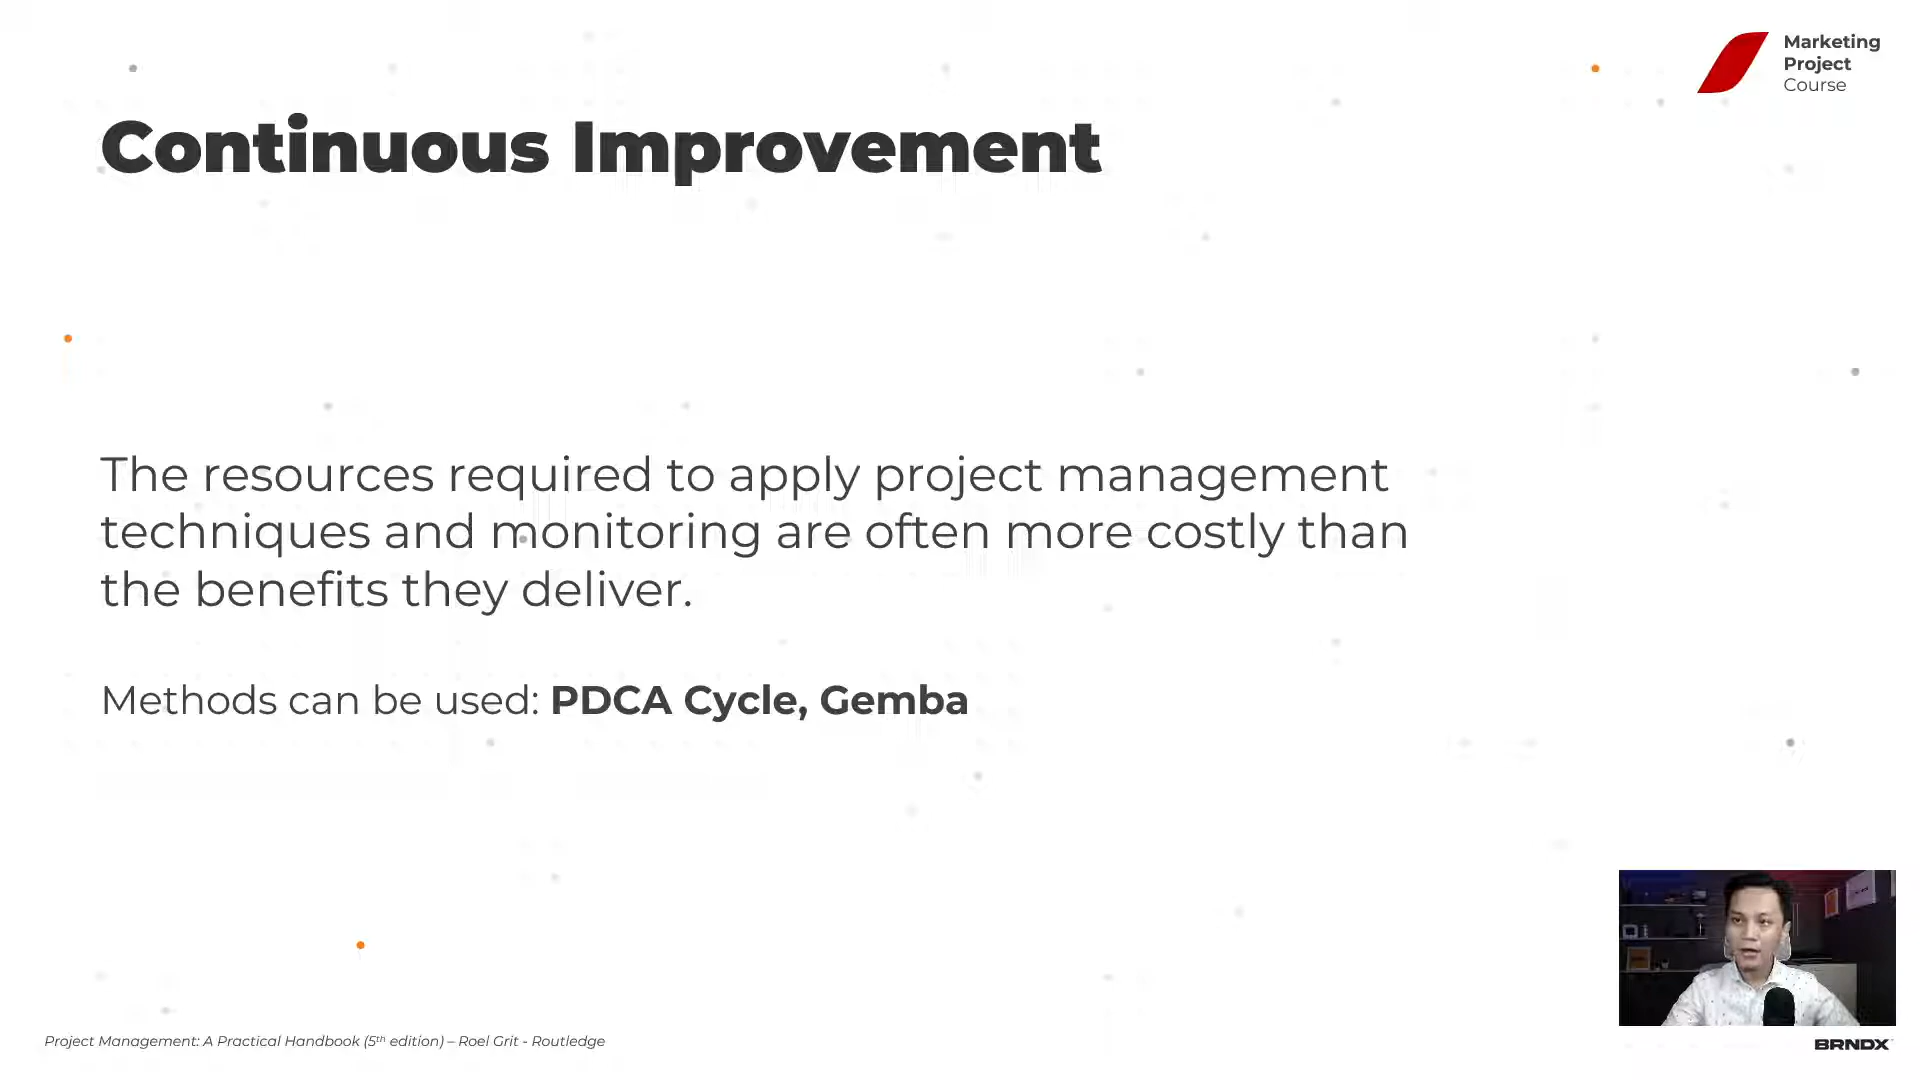 Marketing
Project
Course
Continuous Improvement
The resources required to apply project management
techniques and monitoring are often more costly than
the benefits they deliver.
Methods can be used: PDCA Cycle, Gemba
Project Management: A Practical Handbook (5th edition) – Roel Grit - Routledge
BRNDX